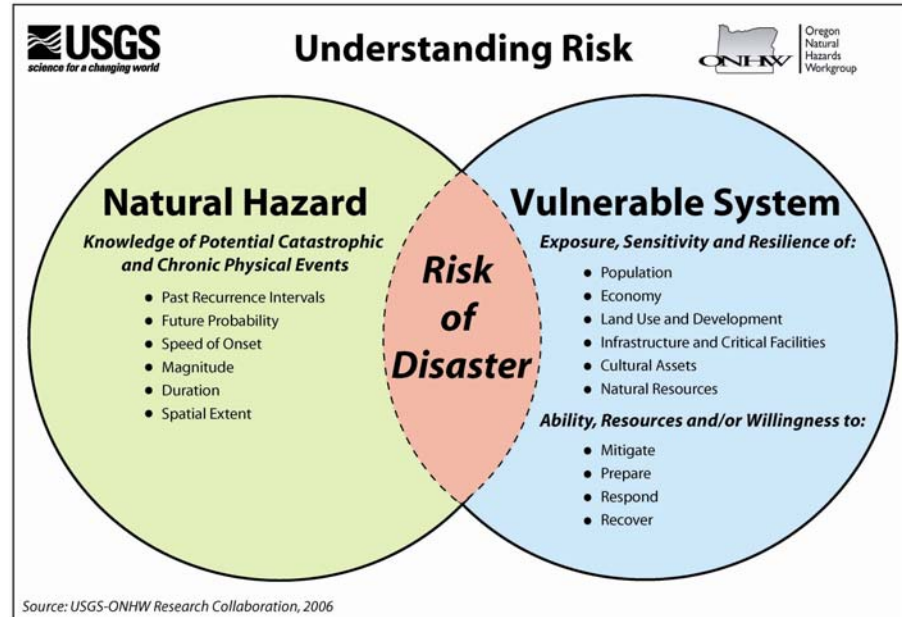 USGS
science for a changing world
Understanding Risk
ONHW
Oregon
Natural
Hazards
Workgroup
Natural Hazard
Knowledge of Potential Catastrophic
and Chronic Physical Events
• Past Recurrence Intervals
• Future Probability
• Speed of Onset
• Magnitude
• Duration
• Spatial Extent
Risk
of
Disaster
Vulnerable System
Exposure, Sensitivity and Resilience of:
• Population
• Economy
• Land Use and Development
• Infrastructure and Critical Facilities
• Cultural Assets
• Natural Resources
Ability, Resources and/or Willingness to:
• Mitigate
• Prepare
• Respond
• Recover
Source: USGS-ONHW Research Collaboration, 2006